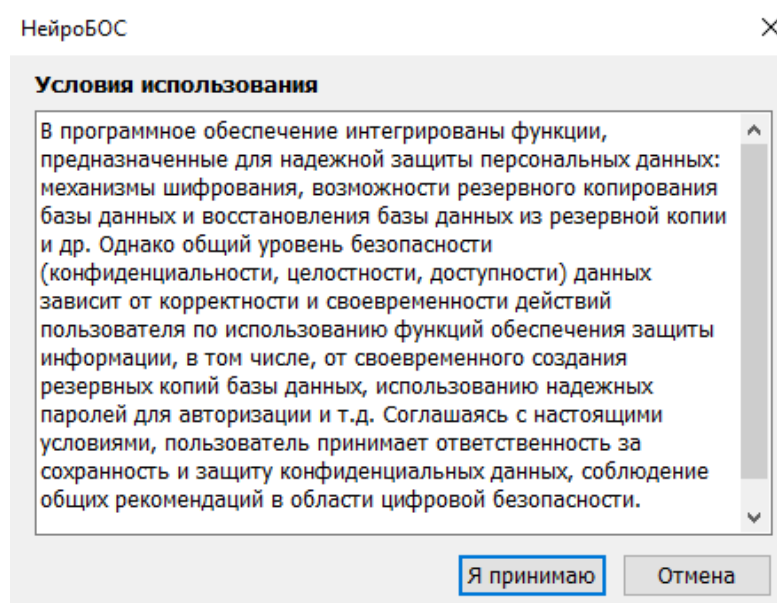 НейроБОС
Условия использования
В программное обеспечение интегрированы функции,
предназначенные для надежной защиты персональных данных:
механизмы шифрования, возможности резервного копирования
базы данных и восстановления базы данных из резервной копии
и др. Однако общий уровень безопасности
(конфиденциальности, целостности, доступности) данных
зависит от корректности и своевременности действий
пользователя по использованию функций обеспечения защиты
информации, в том числе, от своевременного создания
резервных копий базы данных, использованию надежных
паролей для авторизации и т.д. Соглашаясь с настоящими
условиями, пользователь принимает ответственность за
сохранность и защиту конфиденциальных данных, соблюдение
общих рекомендаций в области цифровой безопасности.
Я принимаю
Отмена